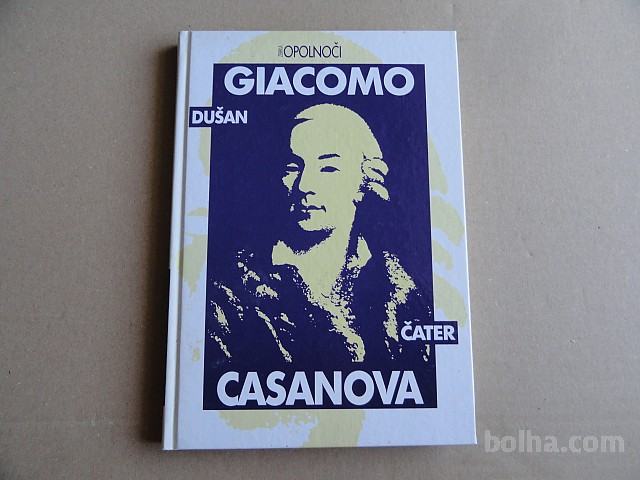 OPOLNOČI
GIACOMO
DUŠAN
ČATER
CASANOVA
bolha.com